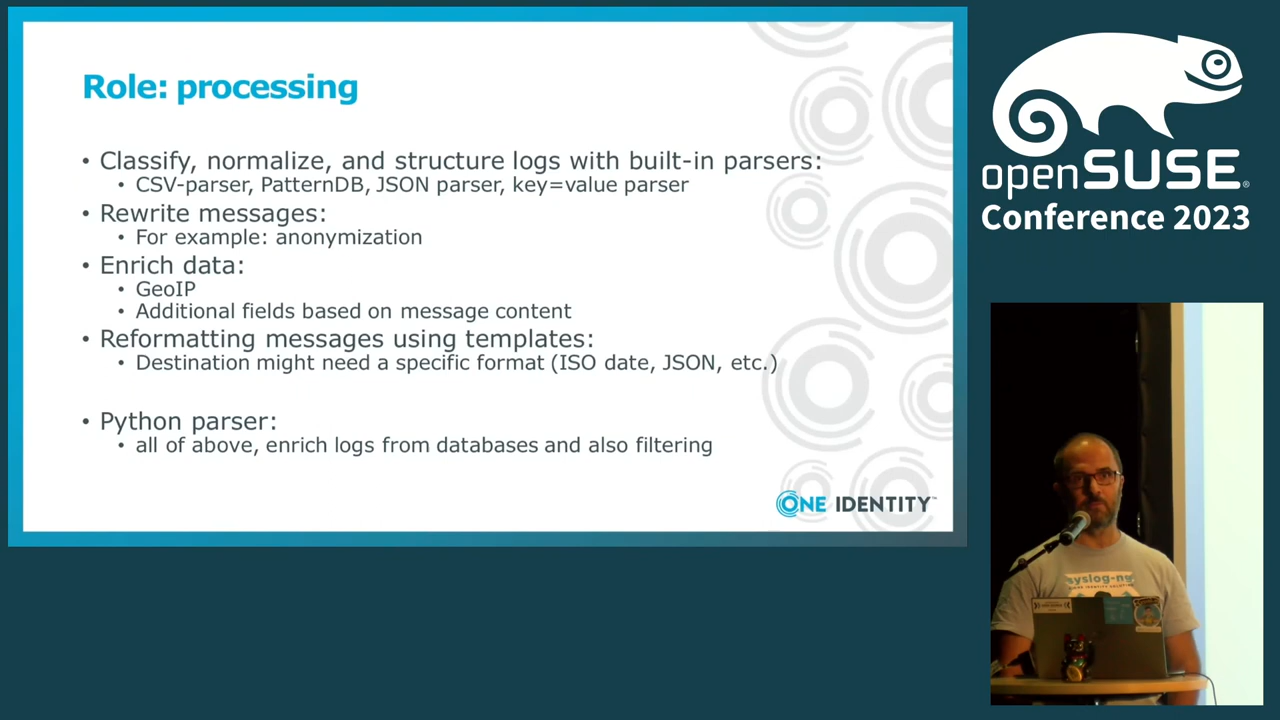 Role: processing
• Classify, normalize, and structure logs with built-in parsers:
• CSV-parser, PatternDB, JSON parser, key=value parser
• Rewrite messages:
• For example: anonymization
• Enrich data:
• GeoIP
• Additional fields based on message content
• Reformatting messages using templates:
• Destination might need a specific format (ISO date, JSON, etc.)
• Python parser:
• all of above, enrich logs from databases and also filtering
ONE IDENTITY™
openSUSE®
Conference 2023
syslog-ng